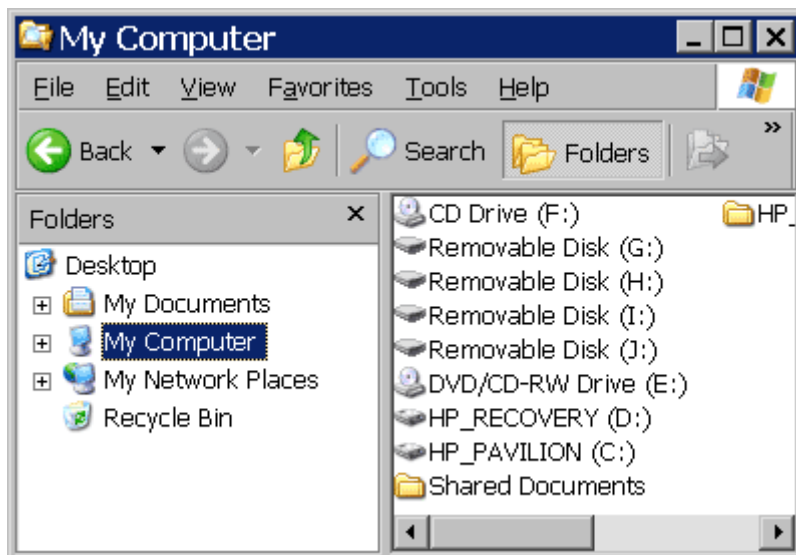 My Computer
File Edit View Favorites Tools Help
Back Search Folders »
Folders
Desktop
My Documents
My Computer
My Network Places
Recycle Bin
CD Drive (F:)
Removable Disk (G:)
Removable Disk (H:)
Removable Disk (I:)
Removable Disk (J:)
DVD/CD-RW Drive (E:)
HP_RECOVERY (D:)
HP_PAVILION (C:)
Shared Documents
HP_